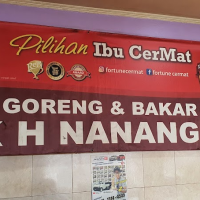 Pilihan Ibu CerMat
fortunecermat fortune cermat
GORENG & BAKAR
H NANANG